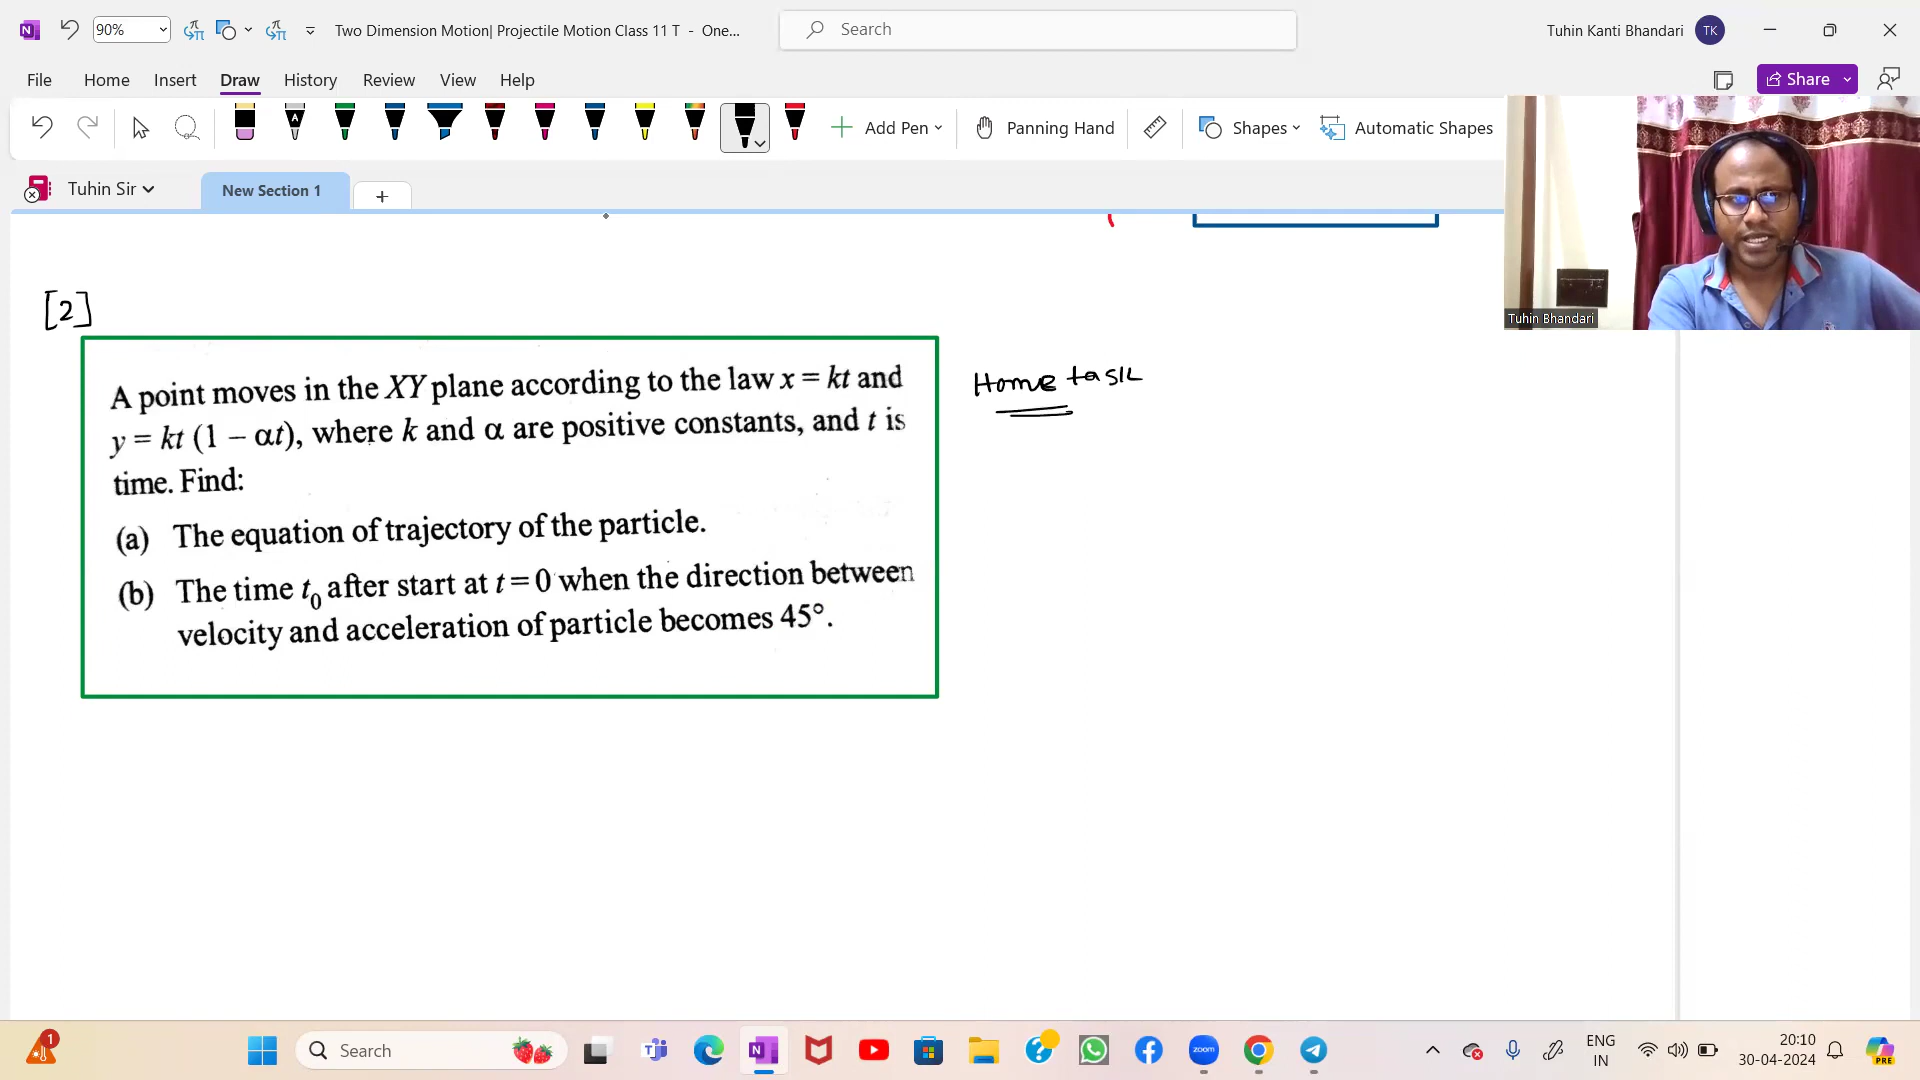 90%
Two Dimension Motion| Projectile Motion Class 11 T - One...
Search
Tuhin Kanti Bhandari
TK
File
Home
Insert
Draw
History
Review
View
Help
Share
A
Add Pen
Panning Hand
Shapes
Automatic Shapes
Tuhin Sir
New Section 1
+
Tuhin Bhandari
[2]
A point moves in the XY plane according to the law x = kt and
y = kt (1 – αt), where k and α are positive constants, and t is
time. Find:
(a) The equation of trajectory of the particle.
(b) The time t₀ after start at t = 0 when the direction between
velocity and acceleration of particle becomes 45°.
Home task
1
Search
zoom
ENG
IN
20:10
30-04-2024
PRE